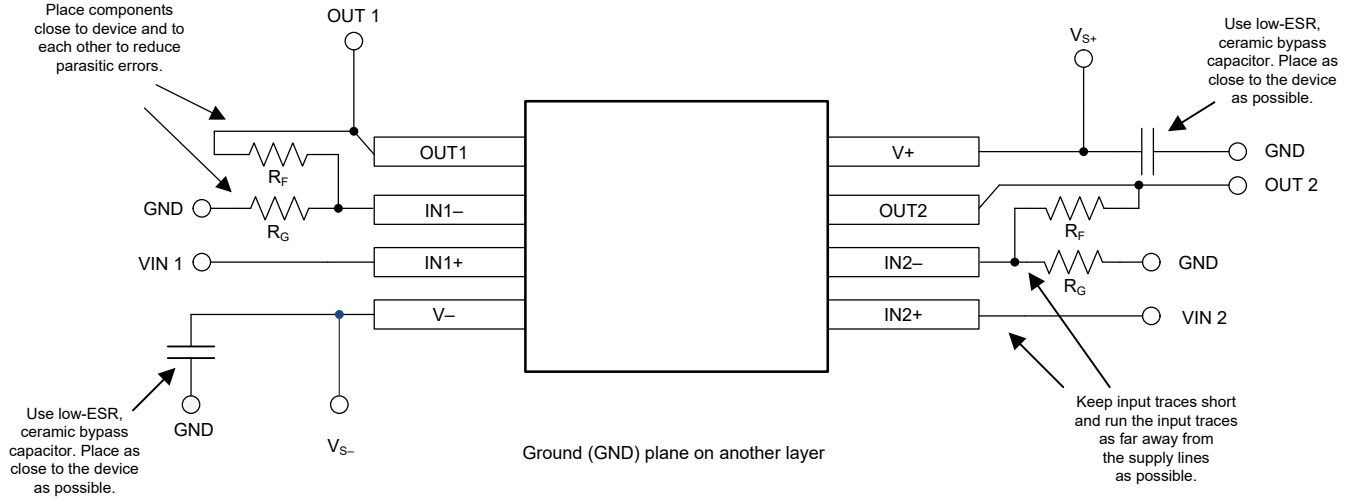 Place components
close to device and to
each other to reduce
parasitic errors.
OUT 1
VS+
Use low-ESR,
ceramic bypass
capacitor. Place as
close to the device
as possible.
OUT1
V+
GND
RF
OUT 2
GND
IN1–
OUT2
RG
RF
VIN 1
IN1+
IN2–
GND
RG
V–
IN2+
VIN 2
Use low-ESR,
ceramic bypass
capacitor. Place as
close to the device
as possible.
GND
VS–
Ground (GND) plane on another layer
Keep input traces short
and run the input traces
as far away from
the supply lines
as possible.